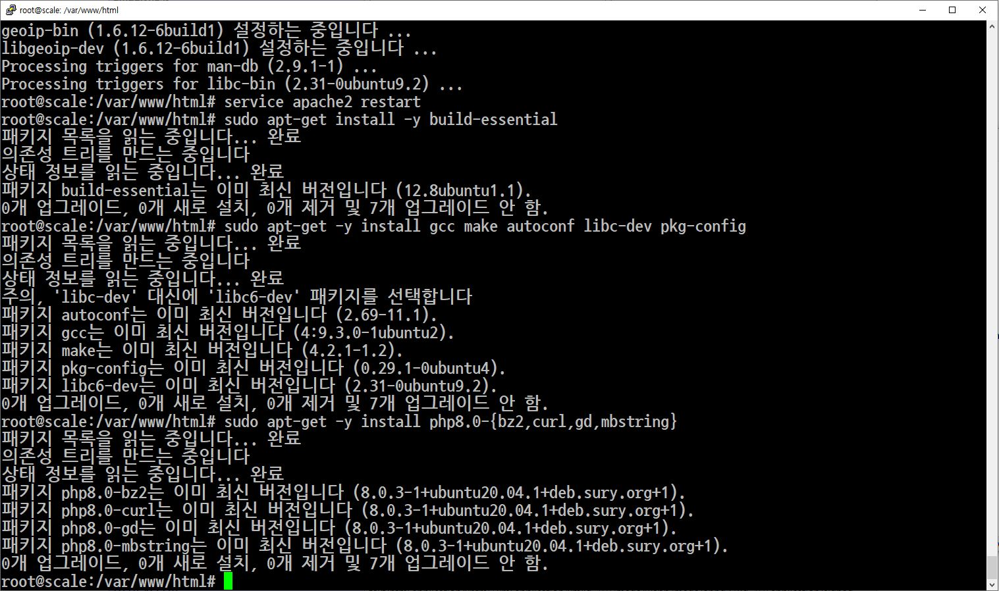 root@scale: /var/www/html
geoip-bin (1.6.12-6build1) 설정하는 중입니다 ...
libgeoip-dev (1.6.12-6build1) 설정하는 중입니다 ...
Processing triggers for man-db (2.9.1-1) ...
Processing triggers for libc-bin (2.31-0ubuntu9.2) ...
root@scale:/var/www/html# service apache2 restart
root@scale:/var/www/html# sudo apt-get install -y build-essential
패키지 목록을 읽는 중입니다... 완료
의존성 트리를 만드는 중입니다
상태 정보를 읽는 중입니다... 완료
패키지 build-essential는 이미 최신 버전입니다 (12.8ubuntu1.1).
0개 업그레이드, 0개 새로 설치, 0개 제거 및 7개 업그레이드 안 함.
root@scale:/var/www/html# sudo apt-get -y install gcc make autoconf libc-dev pkg-config
패키지 목록을 읽는 중입니다... 완료
의존성 트리를 만드는 중입니다
상태 정보를 읽는 중입니다... 완료
주의, 'libc-dev' 대신에 'libc6-dev' 패키지를 선택합니다
패키지 autoconf는 이미 최신 버전입니다 (2.69-11.1).
패키지 gcc는 이미 최신 버전입니다 (4:9.3.0-1ubuntu2).
패키지 make는 이미 최신 버전입니다 (4.2.1-1.2).
패키지 pkg-config는 이미 최신 버전입니다 (0.29.1-0ubuntu4).
패키지 libc6-dev는 이미 최신 버전입니다 (2.31-0ubuntu9.2).
0개 업그레이드, 0개 새로 설치, 0개 제거 및 7개 업그레이드 안 함.
root@scale:/var/www/html# sudo apt-get -y install php8.0-{bz2,curl,gd,mbstring}
패키지 목록을 읽는 중입니다... 완료
의존성 트리를 만드는 중입니다
상태 정보를 읽는 중입니다... 완료
패키지 php8.0-bz2는 이미 최신 버전입니다 (8.0.3-1+ubuntu20.04.1+deb.sury.org+1).
패키지 php8.0-curl는 이미 최신 버전입니다 (8.0.3-1+ubuntu20.04.1+deb.sury.org+1).
패키지 php8.0-gd는 이미 최신 버전입니다 (8.0.3-1+ubuntu20.04.1+deb.sury.org+1).
패키지 php8.0-mbstring는 이미 최신 버전입니다 (8.0.3-1+ubuntu20.04.1+deb.sury.org+1).
0개 업그레이드, 0개 새로 설치, 0개 제거 및 7개 업그레이드 안 함.
root@scale:/var/www/html#